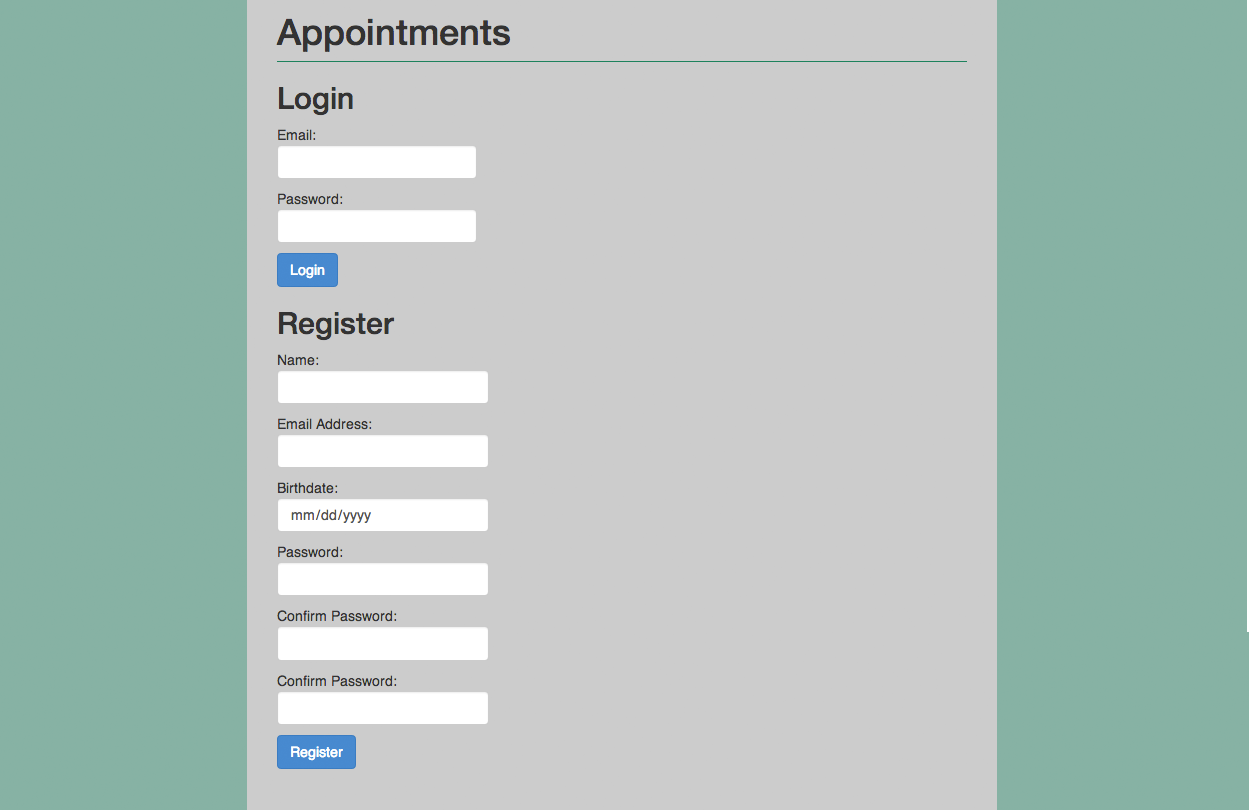 Appointments
Login
Email:
Password:
Login
Register
Name:
Email Address:
Birthdate:
mm/dd/yyyy
Password:
Confirm Password:
Confirm Password:
Register